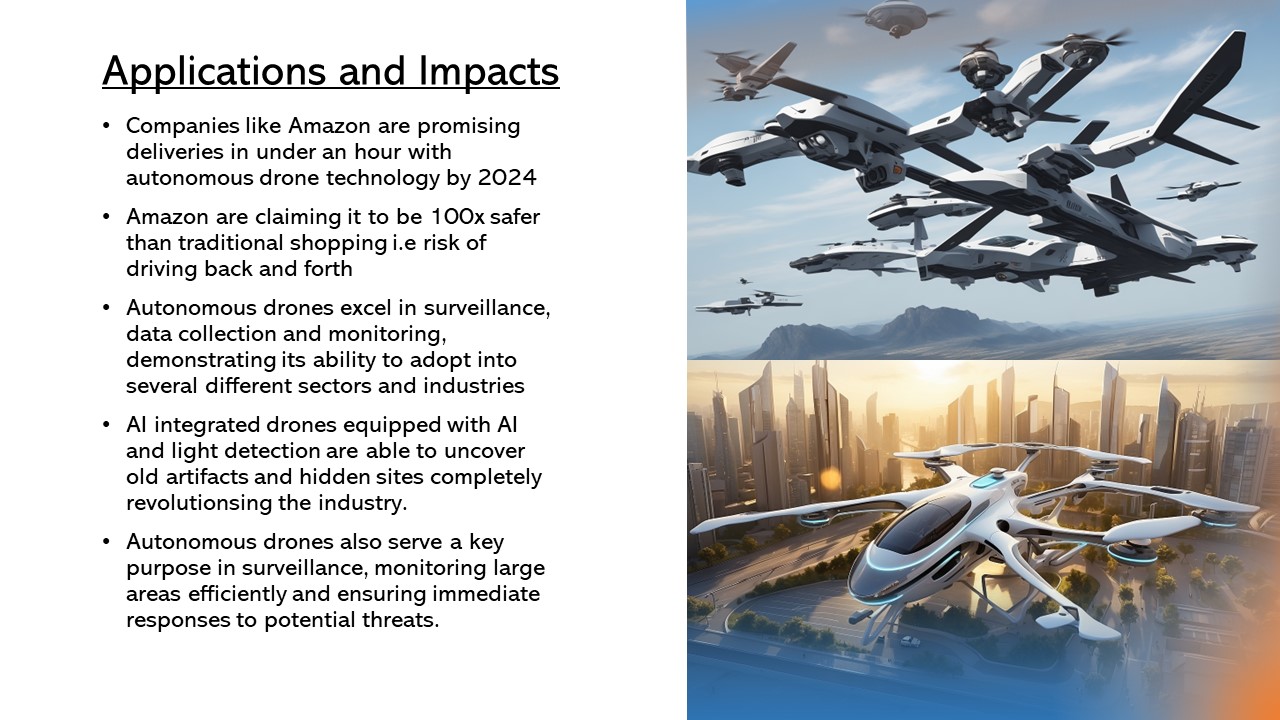 Applications and Impacts
• Companies like Amazon are promising
deliveries in under an hour with
autonomous drone technology by 2024
• Amazon are claiming it to be 100x safer
than traditional shopping i.e risk of
driving back and forth
• Autonomous drones excel in surveillance,
data collection and monitoring,
demonstrating its ability to adopt into
several different sectors and industries
• AI integrated drones equipped with AI
and light detection are able to uncover
old artifacts and hidden sites completely
revolutionsing the industry.
• Autonomous drones also serve a key
purpose in surveillance, monitoring large
areas efficiently and ensuring immediate
responses to potential threats.